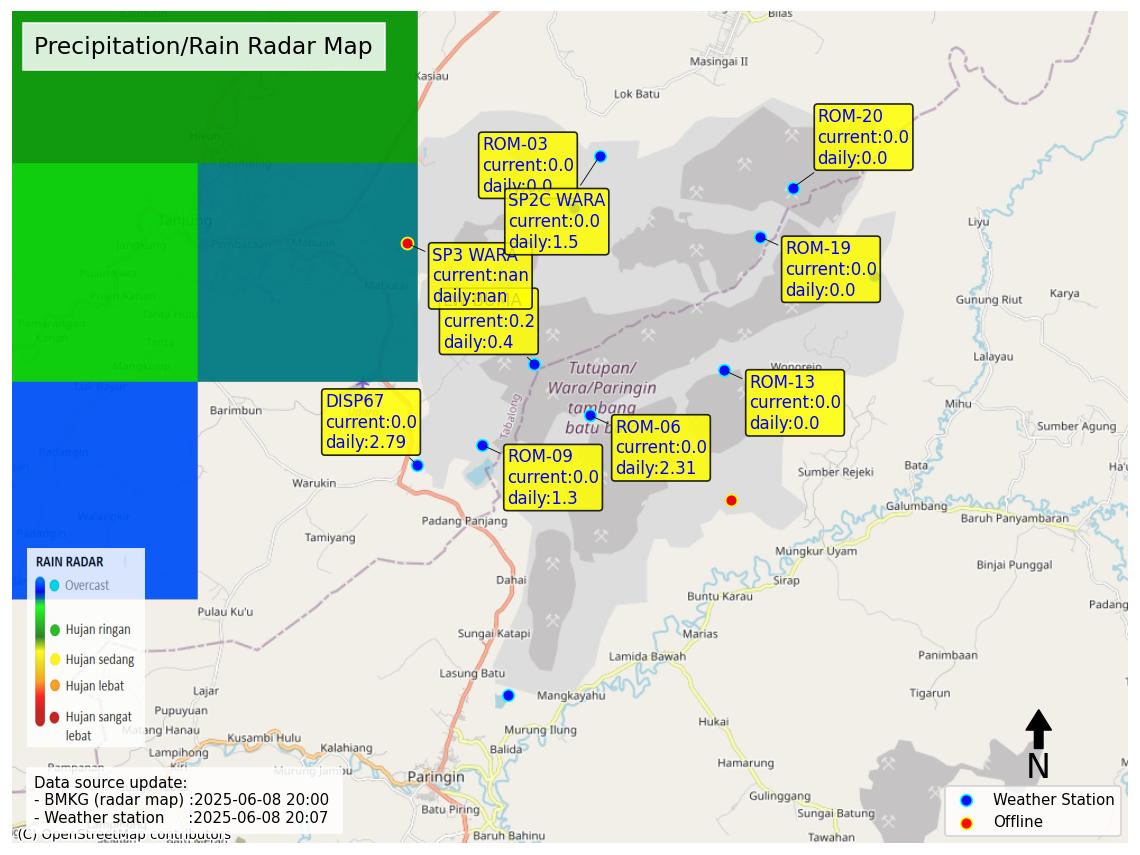 Precipitation/Rain Radar Map
Bilas
Masingai II
Kasiau
Lok Batu
ROM-20
current:0.0
daily:0.0
ROM-03
current:0.0
daily:0.0
SP2C WARA
current:0.0
daily:1.5
Tanjung
Liyu
ROM-19
current:0.0
daily:0.0
SP3 WARA
current:nan
daily:nan
current:0.2
daily:0.4
Gunung Riut
Karya
Lalayau
Wonorejo
Tutupan/
Wara/Paringin
tambang
batu b
Tabalong
ROM-13
current:0.0
daily:0.0
DISP67
current:0.0
daily:2.79
Barimbun
ROM-06
current:0.0
daily:2.31
Mihu
Sumber Agung
ROM-09
current:0.0
daily:1.3
Bata
Ha'u
Sumber Rejeki
Warukin
Galumbang
Baruh Panyambaran
Padang Panjang
Tamiyang
Mungkur Uyam
Binjai Punggal
RAIN RADAR
Overcast
Hujan ringan
Hujan sedang
Hujan lebat
Hujan sangat
lebat
Dahai
Sirap
Buntu Karau
Padang
Pulau Ku'u
Sungai Katapi
Marias
Lamida Bawah
Panimbaan
Lasung Batu
Lajar
Mangkayahu
Tigarun
Pupuyuan
Matang Hanau
Hukai
Murung Ilung
Kusambi Hulu
Kalahiang
Balida
Lampihong
Hamarung
N
Murung Jambu
Paringin
Gulinggang
Batu Piring
Sungai Batung
Baruh Bahinu
Tawahan
Data source update:
- BMKG (radar map) :2025-06-08 20:00
- Weather station :2025-06-08 20:07
(C) OpenStreetMap contributors
Weather Station
Offline